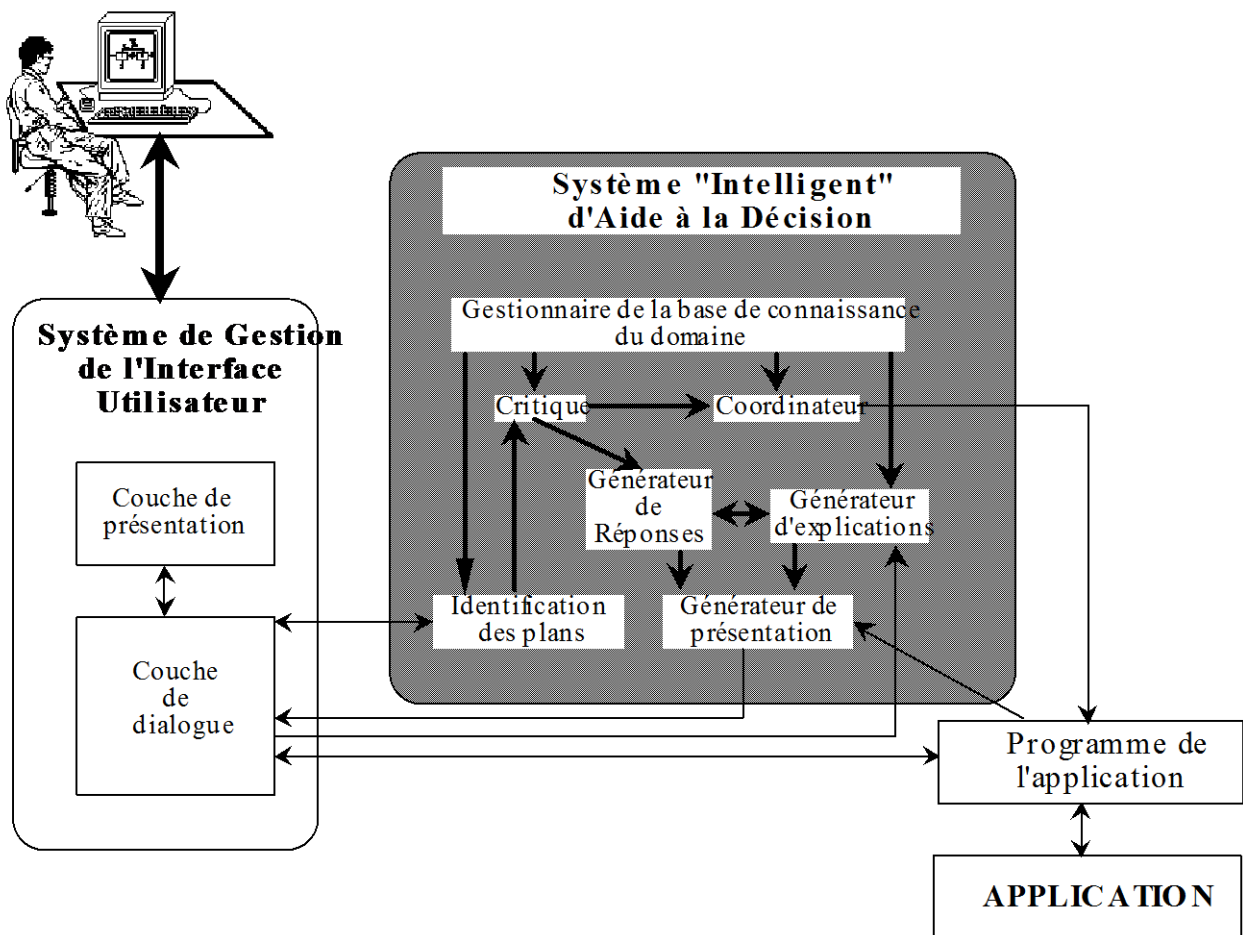 Système "Intelligent"
d'Aide à la Décision
Gestionnaire de la base de connaissance
du domaine
Système de Gestion
de l'Interface
Utilisateur
Critique
Coordinateur
Couche de
présentation
Générateur
de
Réponses
Générateur
d'explications
Identification
des plans
Générateur de
présentation
Couche
de
dialogue
Programme de
l'application
APPLICATION